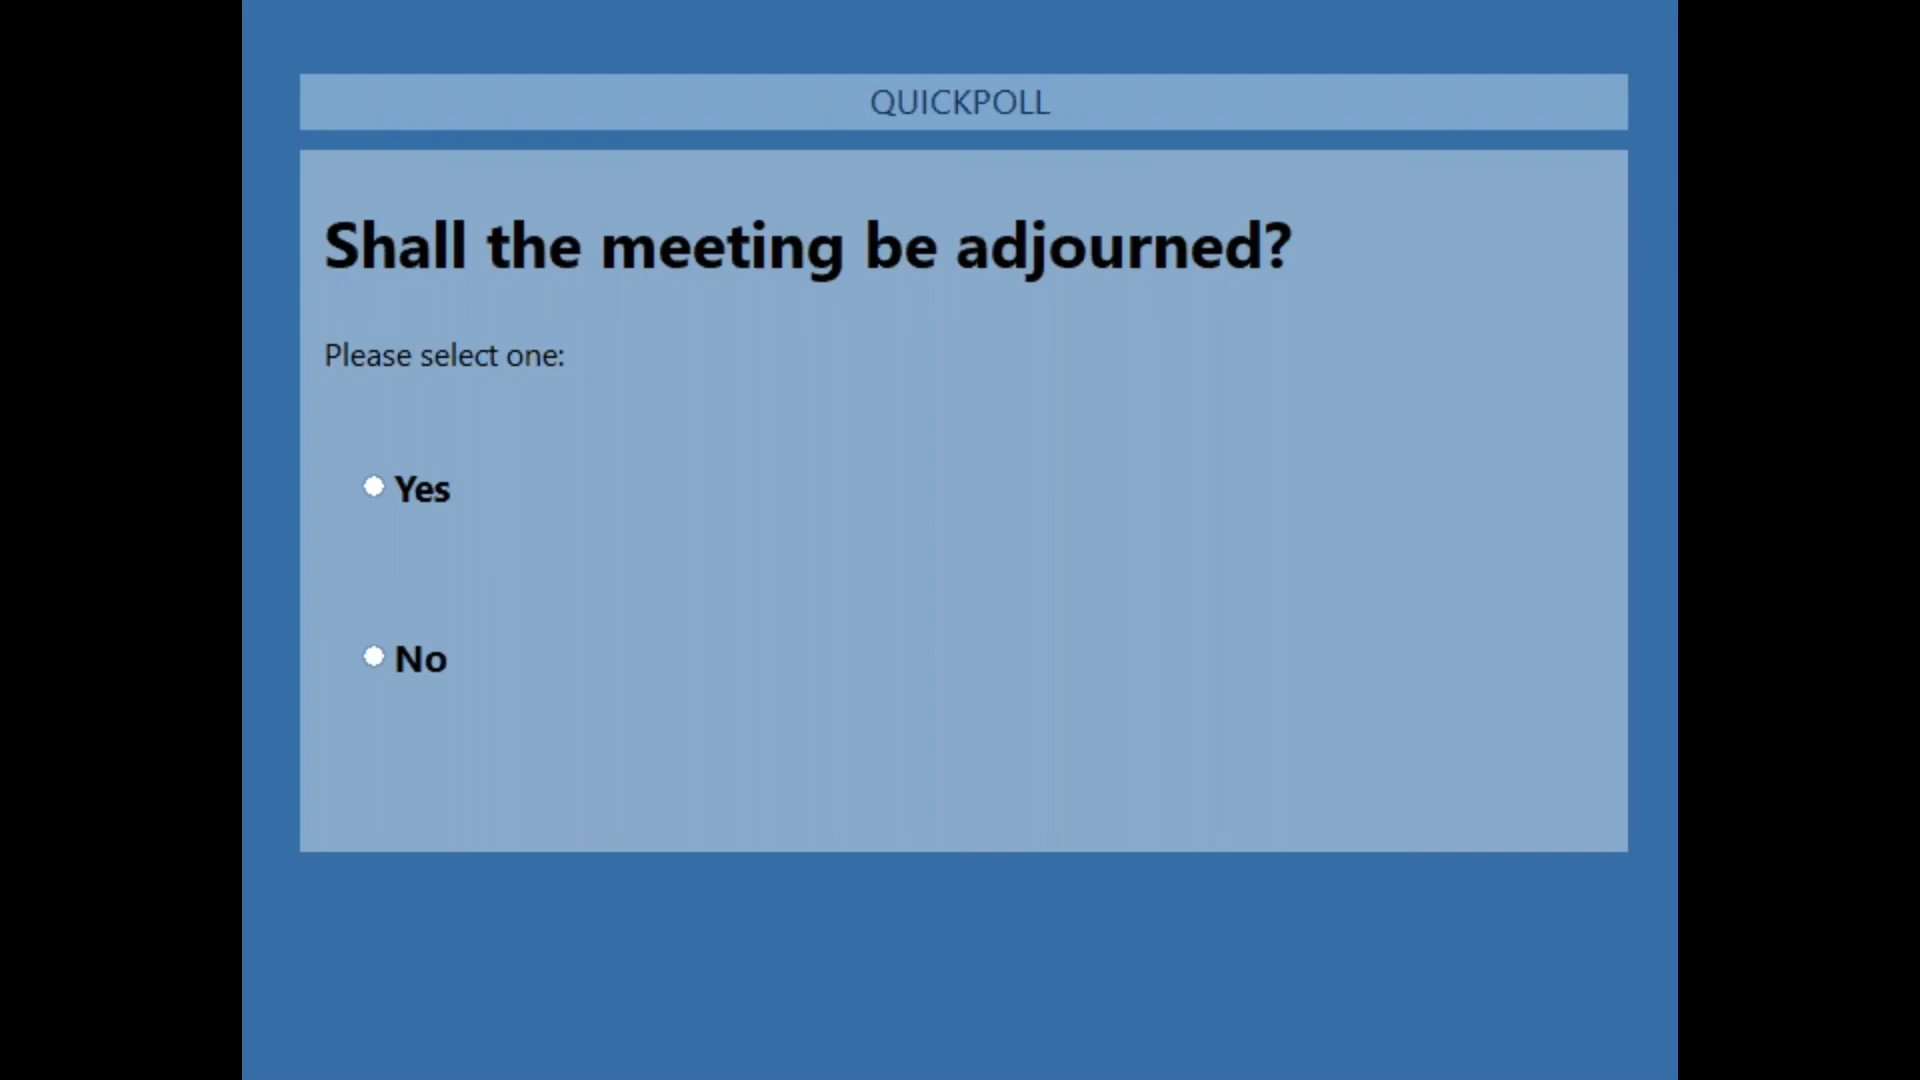 QUICKPOLL
Shall the meeting be adjourned?
Please select one:
Yes
No